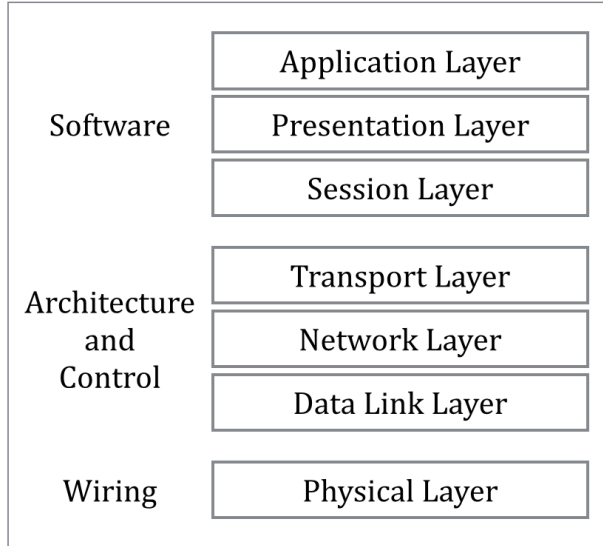 Software
Application Layer
Presentation Layer
Session Layer
Architecture
and
Control
Transport Layer
Network Layer
Data Link Layer
Wiring
Physical Layer